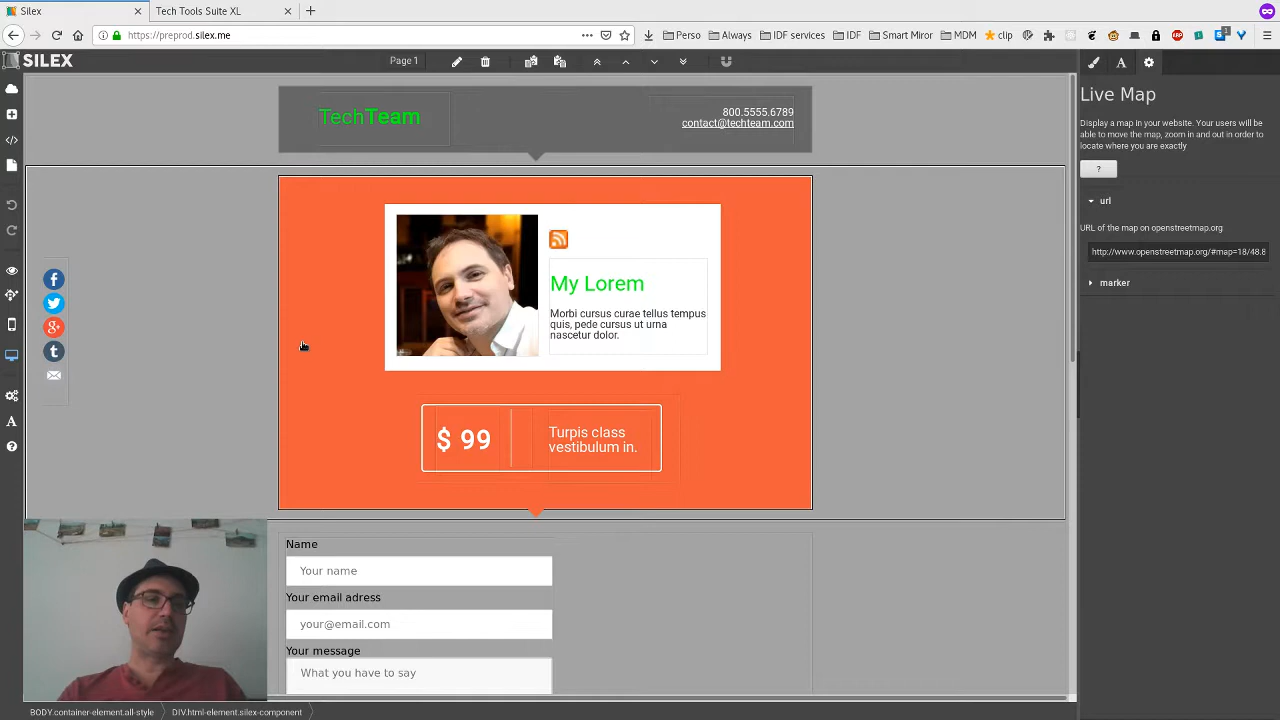 Silex
Tech Tools Suite XL
https://preprod.silex.me
Perso
Always
IDF services
IDF
Smart Miror
MDM
clip
SILEX
Page 1
TechTeam
800.5555.6789
contact@techteam.com
My Lorem
Morbi cursus curae tellus tempus
quis, pede cursus ut urna
nascetur dolor.
$ 99
Turpis class
vestibulum in.
Name
Your name
Your email adress
your@email.com
Your message
What you have to say
BODY.container-element.all-style
DIV.html-element.silex-component
Live Map
Display a map in your website. Your users will
be able to move the map, zoom in and out in order to
locate where you are exactly
?
url
URL of the map on openstreetmap.org
http://www.openstreetmap.org/#map=18/48.8
marker